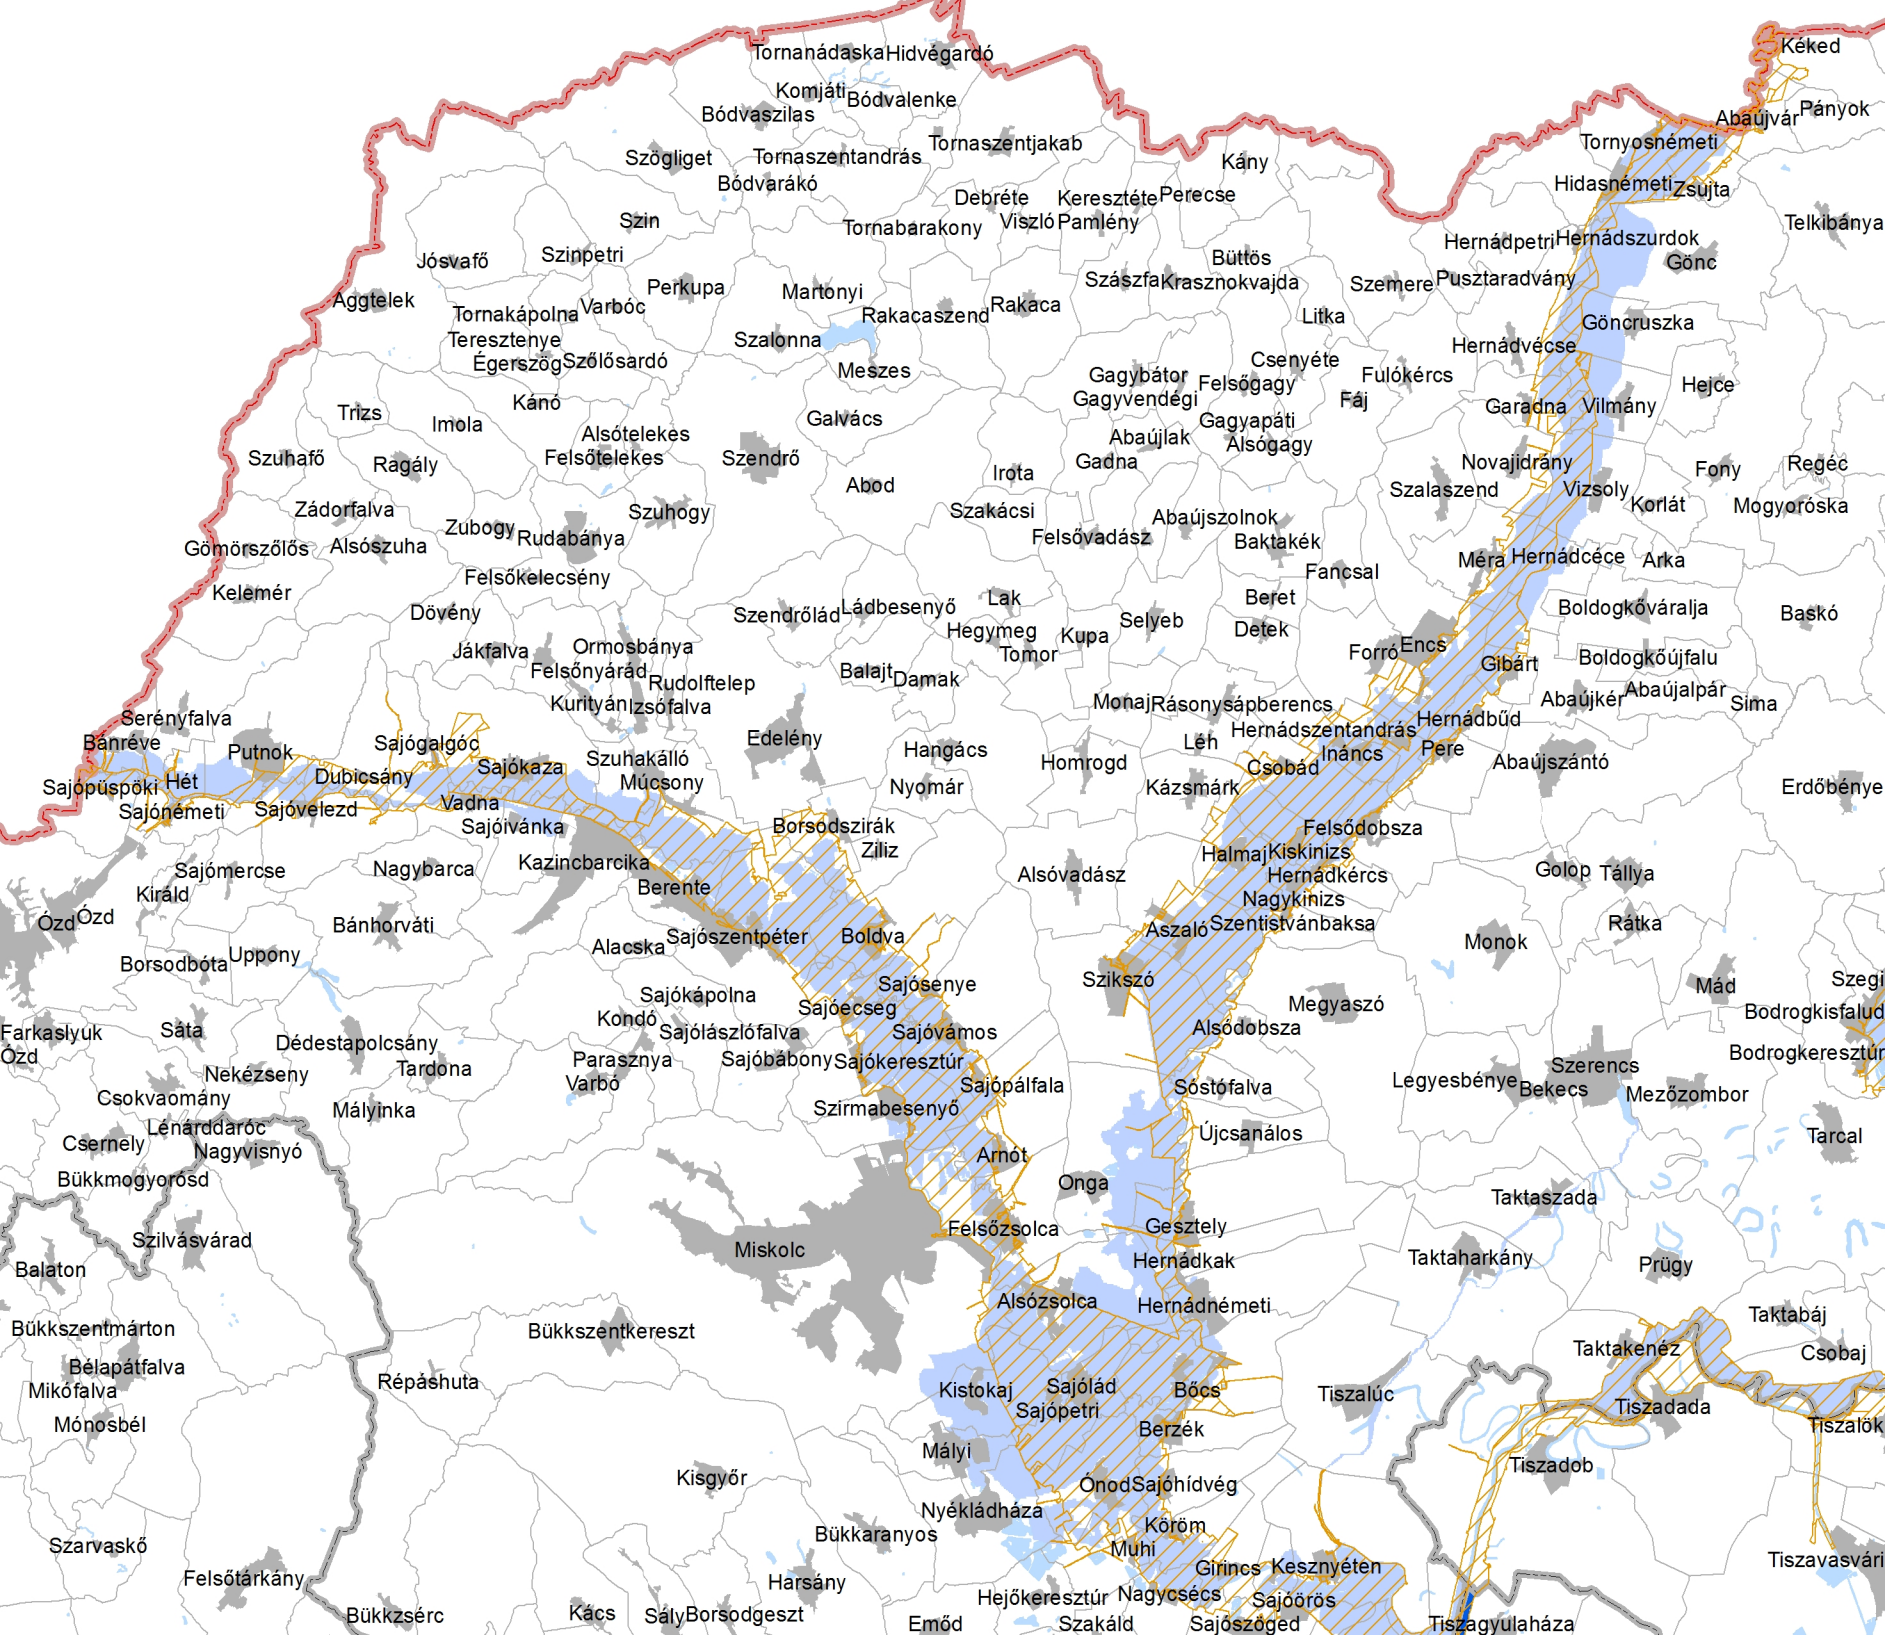 Kéked
TornanádaskaHidvégardó
Komjáti
Bódvalenke
Pányok
Bódvaszilas
Abaújvár
Tornyosnémeti
Tornaszentjakab
Szögliget
Tornaszentandrás
Kány
Bódvarákó
Hidasnémeti
Zsujta
Debréte
Keresztéte
Perecse
Szin
Viszló
Pamlény
Telkibánya
Tornabarakony
Hernádpetri
Hernádszurdok
Szinpetri
Jósvafő
Büttös
Gönc
Szászfa
Krasznokvajda
Szemere
Pusztaradvány
Perkupa
Martonyi
Aggtelek
Varbóc
Rakaca
Tornakápolna
Rakacaszend
Litka
Göncruszka
Teresztenye
Szalonna
Hernádvécse
Égerszög
Szőlősardó
Csenyéte
Meszes
Gagybátor
Felsőgagy
Fulókércs
Hejce
Gagyvendégi
Fáj
Kánó
Garadna
Vilmány
Trizs
Imola
Galvács
Gagyapáti
Alsótelekes
Abaújlak
Alsógagy
Szuhafő
Ragály
Felsőtelekes
Szendrő
Gadna
Novajidrány
Regéc
Irota
Fony
Abod
Szalaszend
Vizsoly
Zádorfalva
Szuhogy
Szakácsi
Korlát
Mogyoróska
Zubogy
Abaújszolnok
Rudabánya
Felsővadász
Baktakék
Gömörszőlős
Alsószuha
Méra
Hernádcéce
Arka
Felsőkelecsény
Fancsal
Kelemér
Lak
Beret
Dövény
Szendrőlád
Ládbesenyő
Boldogkőváralja
Baskó
Selyeb
Hegymeg
Kupa
Detek
Jákfalva
Ormosbánya
Tomor
Forró
Encs
Boldogkőújfalu
Felsőnyárád
Balajt
Gibárt
Damak
Rudolftelep
Abaújalpár
Kurityán
Izsófalva
Monaj
Rásonysápberencs
Abaújkér
Sima
Serényfalva
Hernádbűd
Hernádszentandrás
Bánréve
Sajógalgóc
Edelény
Léh
Putnok
Hangács
Ináncs
Pere
Szuhakálló
Homrogd
Csobád
Abaújszántó
Sajókaza
Dubicsány
Múcsony
Sajópüspöki
Hét
Nyomár
Kázsmárk
Erdőbénye
Vadna
Sajónémeti
Sajóvelezd
Sajóivánka
Borsodszirák
Felsődobsza
Ziliz
Halmaj
Kiskinizs
Kazincbarcika
Sajómercse
Nagybarca
Alsóvadász
Hernádkércs
Golop
Tállya
Királd
Berente
Nagykinizs
Ózd
Ózd
Bánhorváti
Aszaló
Szentistvánbaksa
Rátka
Sajószentpéter
Boldva
Alacska
Monok
Uppony
Borsodbóta
Szikszó
Szegi
Sajósenye
Mád
Sajókápolna
Megyaszó
Sajóecseg
Bodrogkisfalud
Kondó
Farkaslyuk
Sáta
Sajólászlófalva
Sajóvámos
Alsódobsza
Dédestapolcsány
Ózd
Parasznya
Sajóbábony
Sajókeresztúr
Bodrogkeresztúr
Tardona
Szerencs
Nekézseny
Varbó
Sajópálfala
Sóstófalva
Legyesbénye
Bekecs
Csokvaomány
Mezőzombor
Mályinka
Szirmabesenyő
Lénárddaróc
Újcsanálos
Csernely
Tarcal
Nagyvisnyó
Arnót
Bükkmogyorósd
Onga
Taktaszada
Gesztely
Felsőzsolca
Szilvásvárad
Miskolc
Hernádkak
Taktaharkány
Prügy
Balaton
Alsózsolca
Hernádnémeti
Taktabáj
Bükkszentmárton
Bükkszentkereszt
Taktakenéz
Csobaj
Bélapátfalva
Répáshuta
Mikófalva
Kistokaj
Sajólád
Bőcs
Tiszalúc
Sajópetri
Tiszadada
Mónosbél
Berzék
Tiszalök
Mályi
Tiszadob
Kisgyőr
Ónod
Sajóhídvég
Nyékládháza
Köröm
Bükkaranyos
Szarvaskő
Muhi
Tiszavasvári
Girincs
Kesznyéten
Felsőtárkány
Harsány
Hejőkeresztúr
Nagycsécs
Sajóörös
Bükkzsérc
Kács
Sály
Borsodgeszt
Emőd
Szakáld
Sajószöged
Tiszagyulaháza